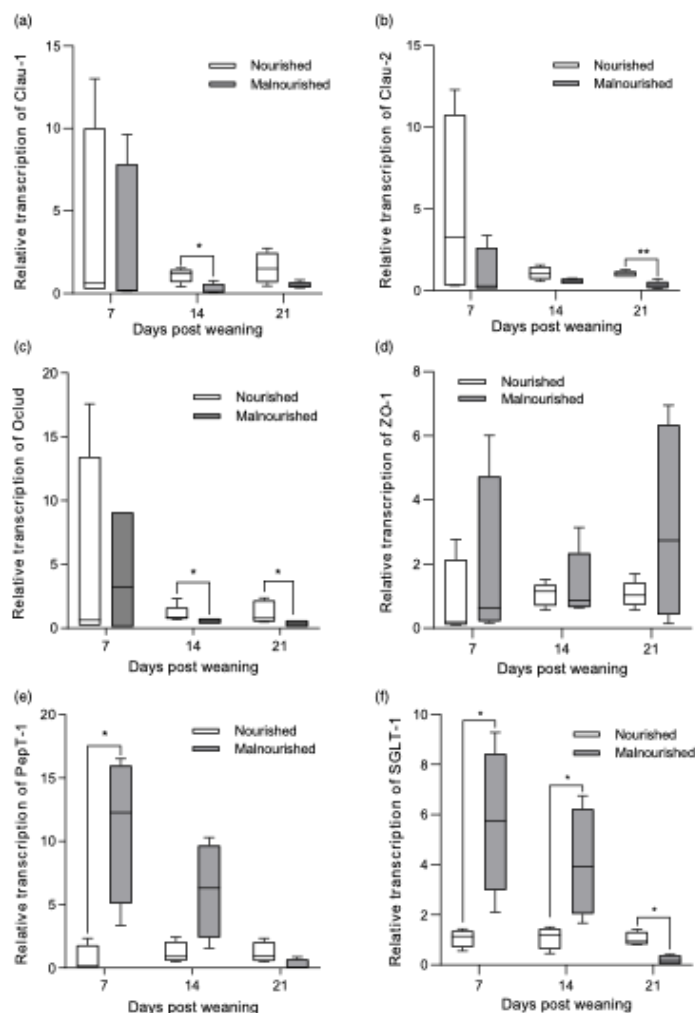 (a)
Relative transcription of Clau-1
15
10
5
0
Nourished
Malnourished
*
7
14
21
Days post weaning
(b)
Relative transcription of Clau-2
15
10
5
0
Nourished
Malnourished
**
7
14
21
Days post weaning
(c)
Relative transcription of Oclud
20
15
10
5
0
Nourished
Malnourished
*
*
7
14
21
Days post weaning
(d)
Relative transcription of ZO-1
8
6
4
2
0
Nourished
Malnourished
7
14
21
Days post weaning
(e)
Relative transcription of PepT-1
20
15
10
5
0
Nourished
Malnourished
*
7
14
21
Days post weaning
(f)
Relative transcription of SGLT-1
10
8
6
4
2
0
Nourished
Malnourished
*
*
*
7
14
21
Days post weaning